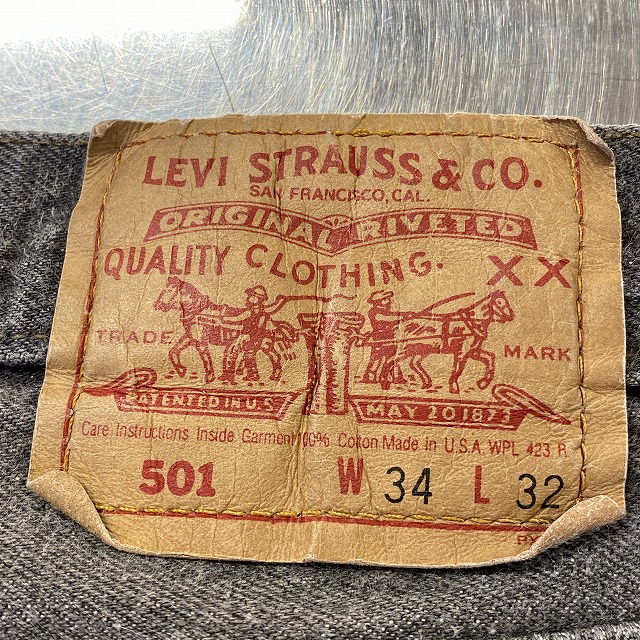 LEVI STRAUSS & CO.
SAN FRANCISCO, CAL.
ORIGINAL RIVETED
QUALITY CLOTHING. XX
TRADE MARK
PATENTED IN U.S. MAY 20 1873
Care Instructions Inside Garment 100% Cotton Made in U.S.A. WPL 423 R
501 W 34 L 32